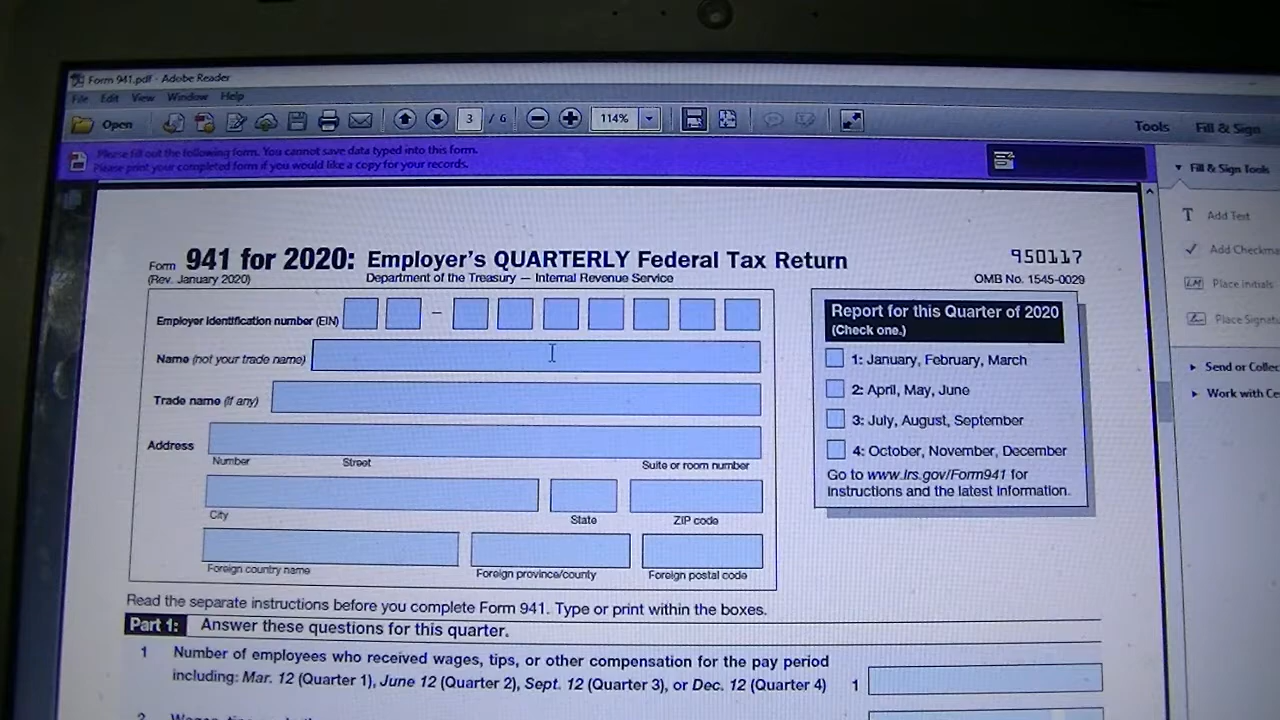 Form 941.pdf - Adobe Reader
File Edit View Window Help
Open 3 / 6 114% Tools Fill & Sign
Please fill out the following form. You cannot save data typed into this form.
Please print your completed form if you would like a copy for your records.
Fill & Sign Tools
T Add Text
Add Checkma
Place Initials
Place Signatu
Send or Collec
Work with Ce
Form 941 for 2020: Employer's QUARTERLY Federal Tax Return
(Rev. January 2020) Department of the Treasury — Internal Revenue Service
950117
OMB No. 1545-0029
Employer identification number (EIN) –
Name (not your trade name)
Trade name (if any)
Address
Number Street Suite or room number
City State ZIP code
Foreign country name Foreign province/county Foreign postal code
Report for this Quarter of 2020
(Check one.)
1: January, February, March
2: April, May, June
3: July, August, September
4: October, November, December
Go to www.irs.gov/Form941 for
instructions and the latest information.
Read the separate instructions before you complete Form 941. Type or print within the boxes.
Part 1: Answer these questions for this quarter.
1 Number of employees who received wages, tips, or other compensation for the pay period
including: Mar. 12 (Quarter 1), June 12 (Quarter 2), Sept. 12 (Quarter 3), or Dec. 12 (Quarter 4) 1
2